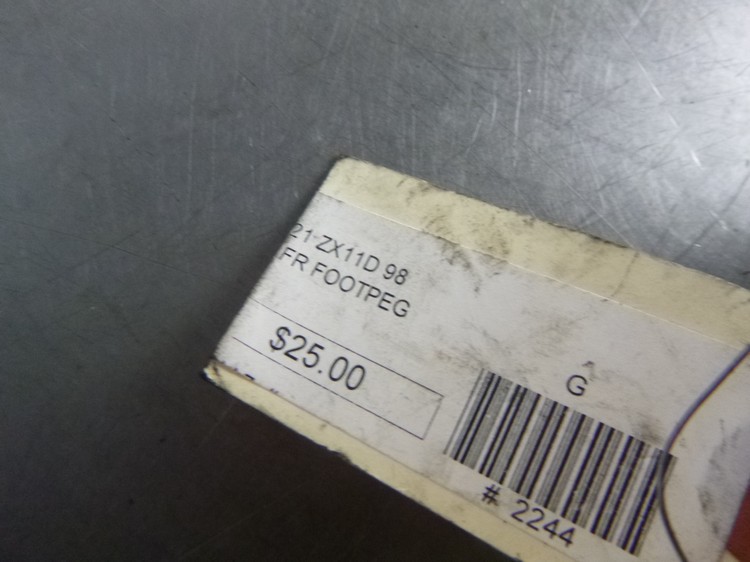 21 ZX11D 98
FR FOOTPEG
$25.00
G
# 2244